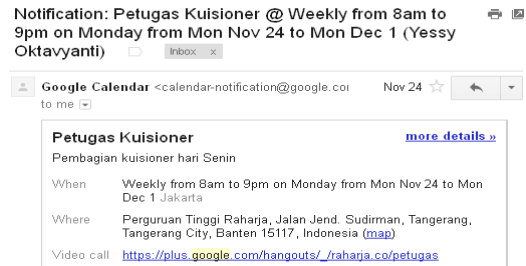 Notification: Petugas Kuisioner @ Weekly from 8am to
9pm on Monday from Mon Nov 24 to Mon Dec 1 (Yessy
Oktavyanti) Inbox x
Google Calendar <calendar-notification@google.coı Nov 24
to me
Petugas Kuisioner more details »
Pembagian kuisioner hari Senin
When Weekly from 8am to 9pm on Monday from Mon Nov 24 to Mon
Dec 1 Jakarta
Where Perguruan Tinggi Raharja, Jalan Jend. Sudirman, Tangerang,
Tangerang City, Banten 15117, Indonesia (map)
Video call https://plus.google.com/hangouts/_/raharja.co/petugas